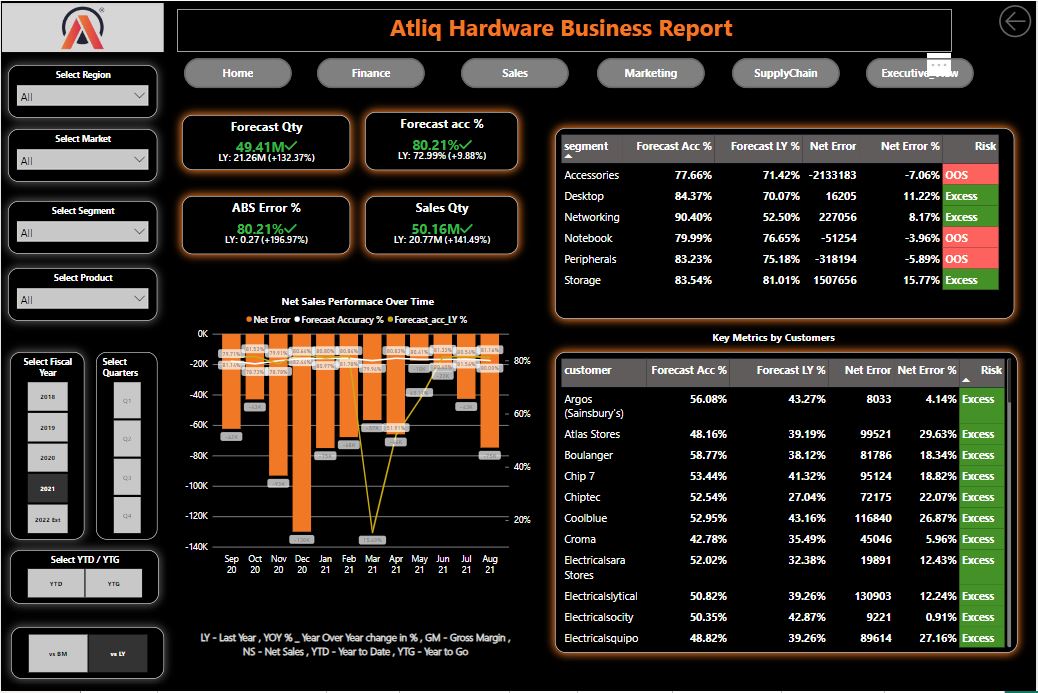 Atliq Hardware Business Report
Home
Finance
Sales
Marketing
SupplyChain
Select Region
All
Select Market
All
Select Segment
All
Select Product
All
Select Fiscal
Year
2018
2019
2020
2021
2022 Est
Select
Quarters
Q1
Q2
Q3
Q4
Select YTD / YTG
YTD
YTG
vs BM
vs LY
Forecast Qty
49.41M✓
LY: 21.26M (+132.37%)
Forecast acc %
80.21%✓
LY: 72.99% (+9.88%)
ABS Error %
80.21%✓
LY: 0.27 (+196.97%)
Sales Qty
50.16M✓
LY: 20.77M (+141.49%)
Net Sales Performace Over Time
Net Error Forecast Accuracy % Forecast_acc_LY %
0K
-20K
-40K
-60K
-80K
-100K
-120K
-140K
80%
60%
40%
20%
Sep Oct Nov Dec Jan Feb Mar Apr May Jun Jul Aug
20 20 20 20 21 21 21 21 21 21 21 21
LY - Last Year , YOY % _ Year Over Year change in % , GM - Gross Margin ,
NS - Net Sales , YTD - Year to Date , YTG - Year to Go
segment Forecast Acc % Forecast LY % Net Error Net Error % Risk
Accessories 77.66% 71.42% -2133183 -7.06% OOS
Desktop 84.37% 70.07% 16205 11.22% Excess
Networking 90.40% 52.50% 227056 8.17% Excess
Notebook 79.99% 76.65% -51254 -3.96% OOS
Peripherals 83.23% 75.18% -318194 -5.89% OOS
Storage 83.54% 81.01% 1507656 15.77% Excess
Key Metrics by Customers
customer Forecast Acc % Forecast LY % Net Error Net Error % Risk
Argos 56.08% 43.27% 8033 4.14% Excess
(Sainsbury's)
Atlas Stores 48.16% 39.19% 99521 29.63% Excess
Boulanger 58.77% 38.12% 81786 18.34% Excess
Chip 7 53.44% 41.32% 95124 18.82% Excess
Chiptec 52.54% 27.04% 72175 22.07% Excess
Coolblue 52.95% 43.16% 116840 26.87% Excess
Croma 42.78% 35.49% 45046 5.96% Excess
Electricalsara 52.02% 32.38% 19891 12.43% Excess
Stores
Electricalslytical 50.82% 39.26% 130903 12.24% Excess
Electricalsocity 50.35% 42.87% 9221 0.91% Excess
Electricalsquipo 48.82% 39.26% 89614 27.16% Excess